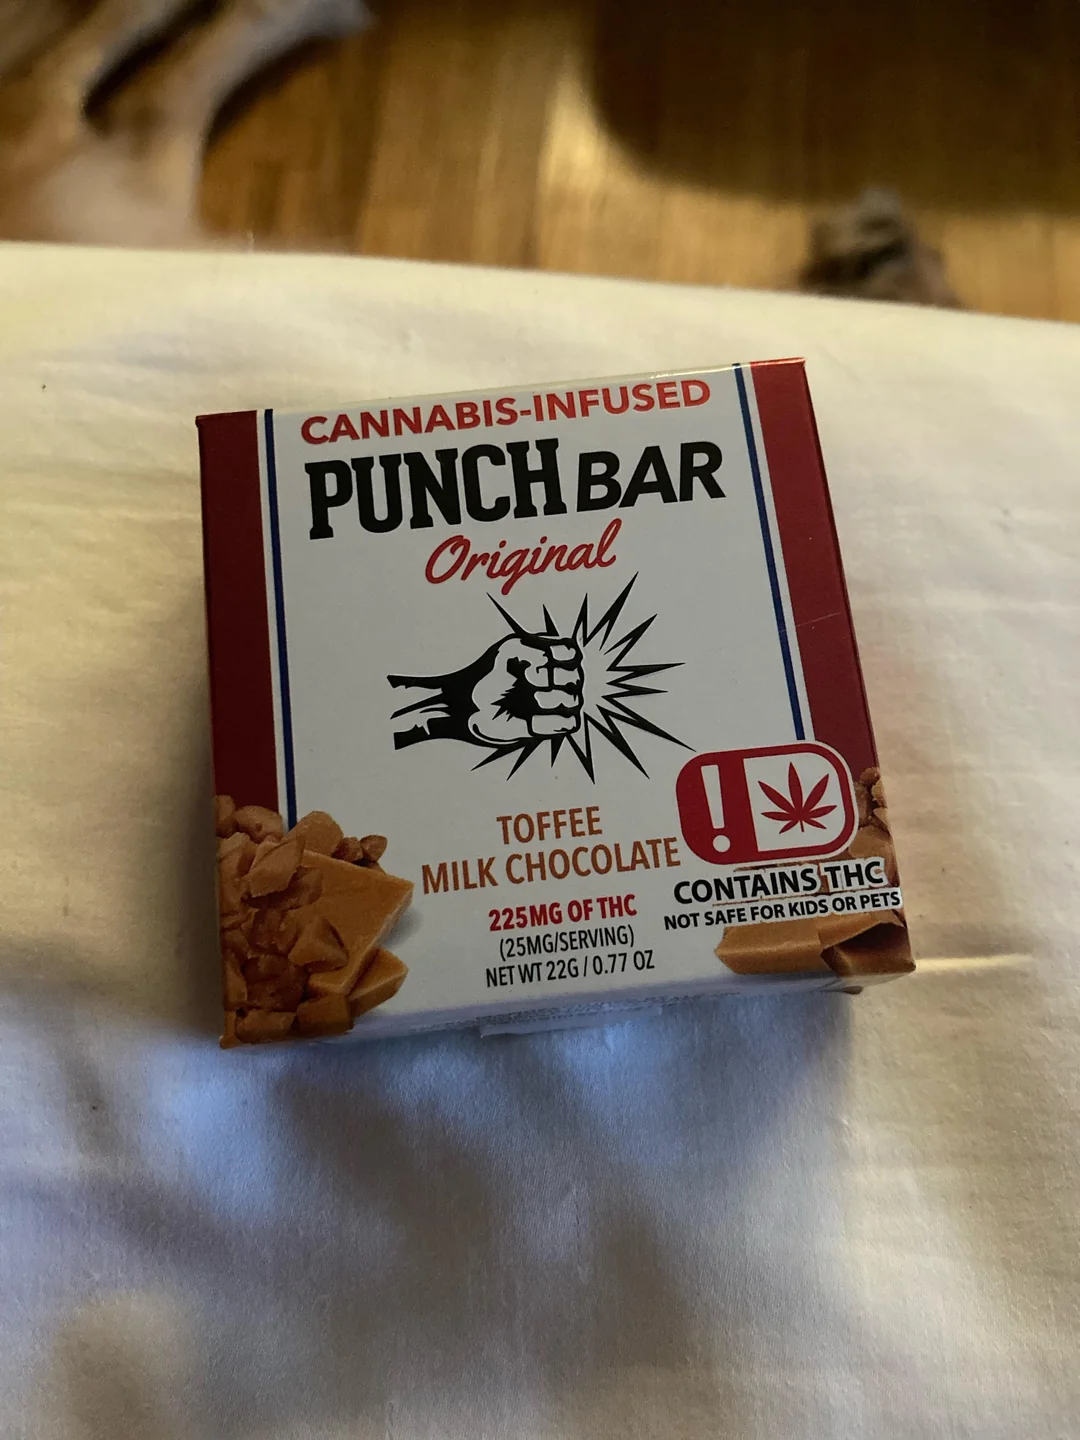 CANNABIS-INFUSED
PUNCH BAR
Original
!
TOFFEE
MILK CHOCOLATE
225MG OF THC
(25MG/SERVING)
NET WT 22G / 0.77 OZ
CONTAINS THC
NOT SAFE FOR KIDS OR PETS